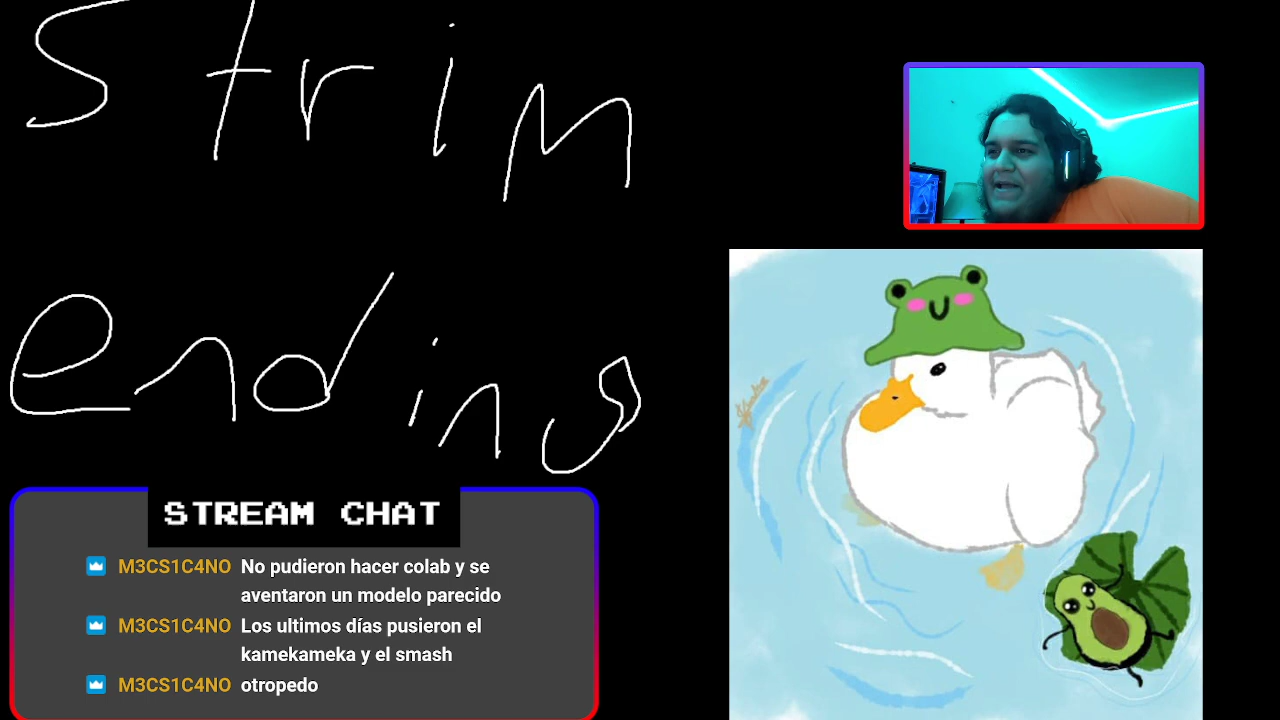 Strim
ending
STREAM CHAT
M3CS1C4NO No pudieron hacer colab y se
aventaron un modelo parecido
M3CS1C4NO Los ultimos días pusieron el
kamekameka y el smash
M3CS1C4NO otropedo